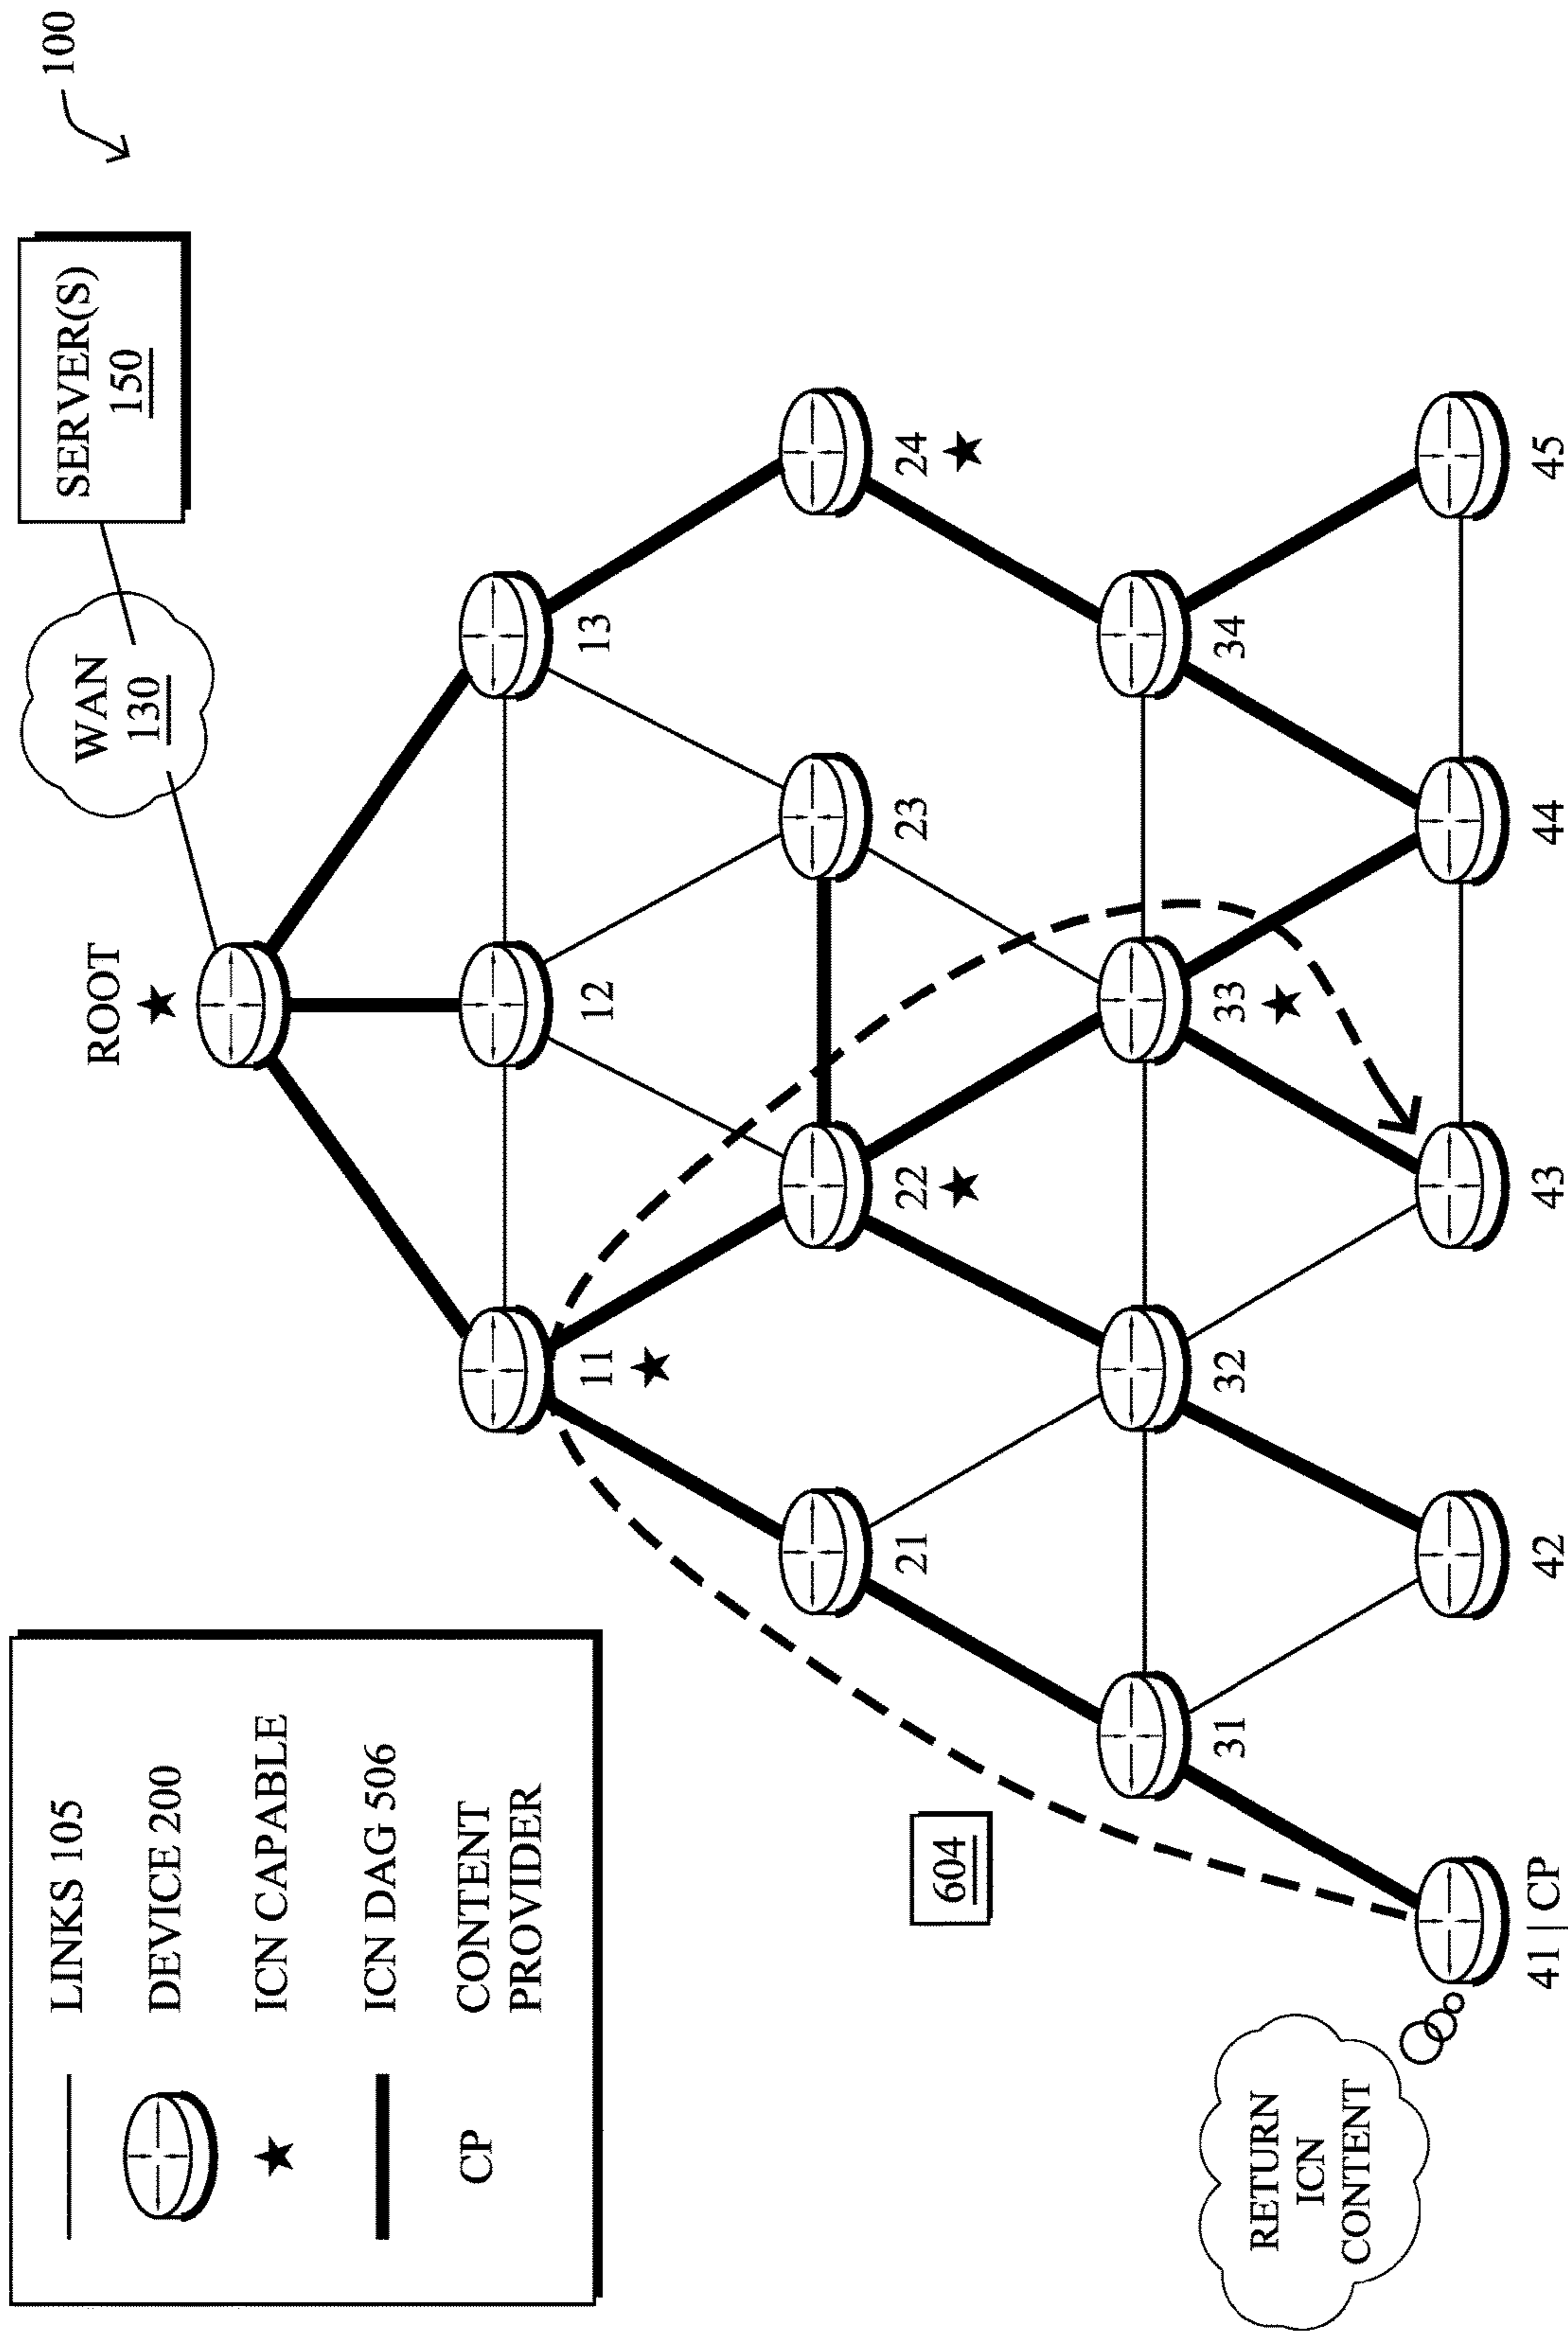 100
SERVER(S)
150
WAN
130
ROOT
LINKS 105
DEVICE 200
ICN CAPABLE
ICN DAG 506
CP
CONTENT
PROVIDER
11
12
13
21
22
23
24
604
31
32
33
34
RETURN
ICN
CONTENT
41 | CP
42
43
44
45